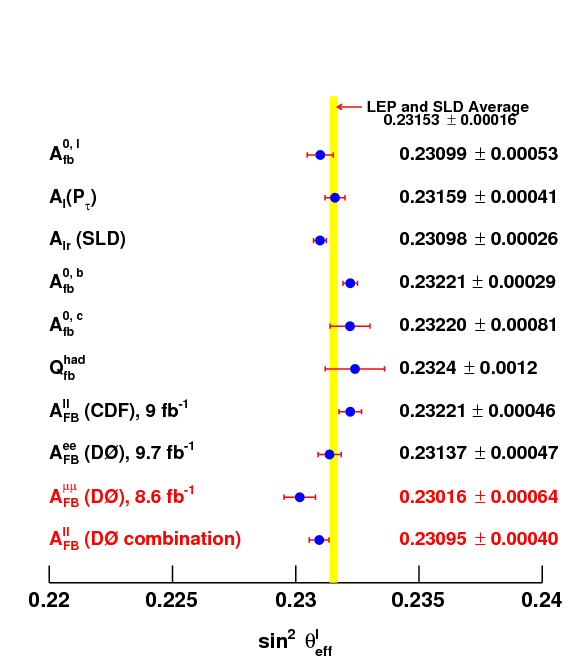 LEP and SLD Average
0.23153 ± 0.00016
A_fb^0, l 0.23099 ± 0.00053
A_l(P_τ) 0.23159 ± 0.00041
A_lr (SLD) 0.23098 ± 0.00026
A_fb^0, b 0.23221 ± 0.00029
A_fb^0, c 0.23220 ± 0.00081
Q_fb^had 0.2324 ± 0.0012
A_FB^ll (CDF), 9 fb^-1 0.23221 ± 0.00046
A_FB^ee (DØ), 9.7 fb^-1 0.23137 ± 0.00047
A_FB^μμ (DØ), 8.6 fb^-1 0.23016 ± 0.00064
A_FB^ll (DØ combination) 0.23095 ± 0.00040
0.22 0.225 0.23 0.235 0.24
sin² θ_eff^l